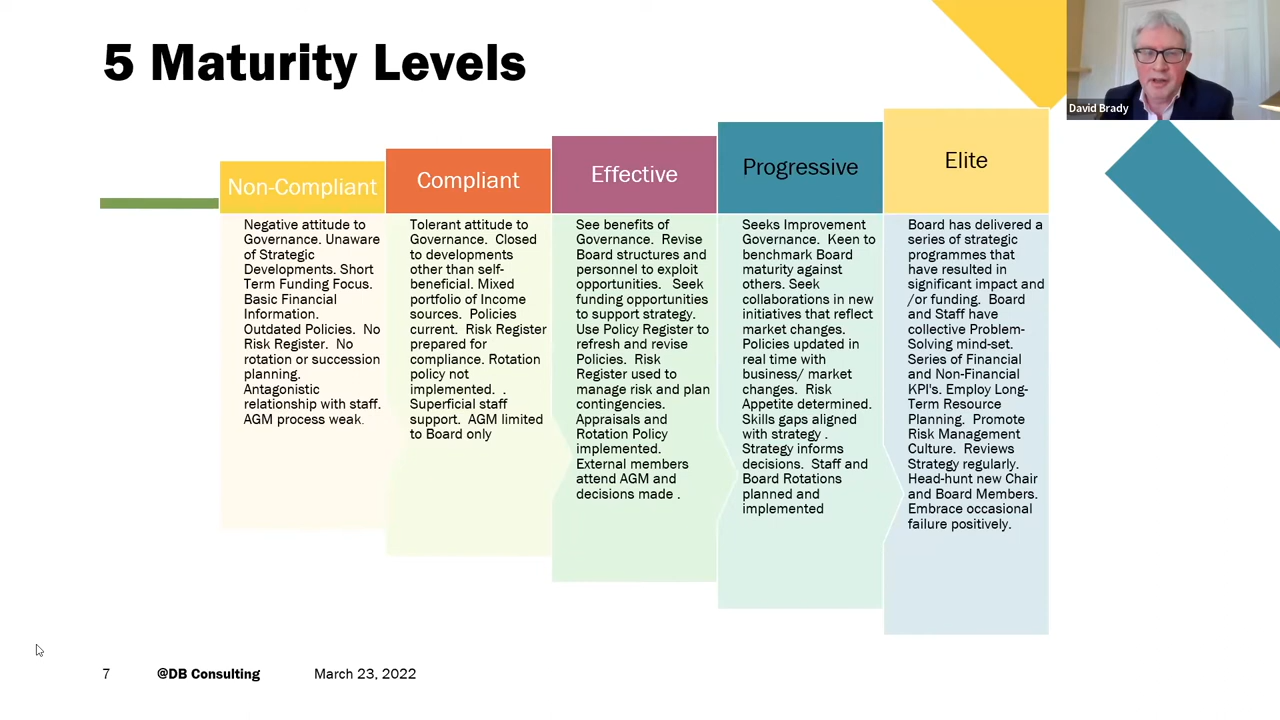 5 Maturity Levels
David Brady
Non-Compliant
Negative attitude to
Governance. Unaware
of Strategic
Developments. Short
Term Funding Focus.
Basic Financial
Information.
Outdated Policies. No
Risk Register. No
rotation or succession
planning.
Antagonistic
relationship with staff.
AGM process weak.
Compliant
Tolerant attitude to
Governance. Closed
to developments
other than self-
beneficial. Mixed
portfolio of Income
sources. Policies
current. Risk Register
prepared for
compliance. Rotation
policy not
implemented. .
Superficial staff
support. AGM limited
to Board only
Effective
See benefits of
Governance. Revise
Board structures and
personnel to exploit
opportunities. Seek
funding opportunities
to support strategy.
Use Policy Register to
refresh and revise
Policies. Risk
Register used to
manage risk and plan
contingencies.
Appraisals and
Rotation Policy
implemented.
External members
attend AGM and
decisions made .
Progressive
Seeks Improvement
Governance. Keen to
benchmark Board
maturity against
others. Seek
collaborations in new
initiatives that reflect
market changes.
Policies updated in
real time with
business/ market
changes. Risk
Appetite determined.
Skills gaps aligned
with strategy .
Strategy informs
decisions. Staff and
Board Rotations
planned and
implemented
Elite
Board has delivered a
series of strategic
programmes that
have resulted in
significant impact and
/or funding. Board
and Staff have
collective Problem-
Solving mind-set.
Series of Financial
and Non-Financial
KPI's. Employ Long-
Term Resource
Planning. Promote
Risk Management
Culture. Reviews
Strategy regularly.
Head-hunt new Chair
and Board Members.
Embrace occasional
failure positively.
7 @DB Consulting March 23, 2022